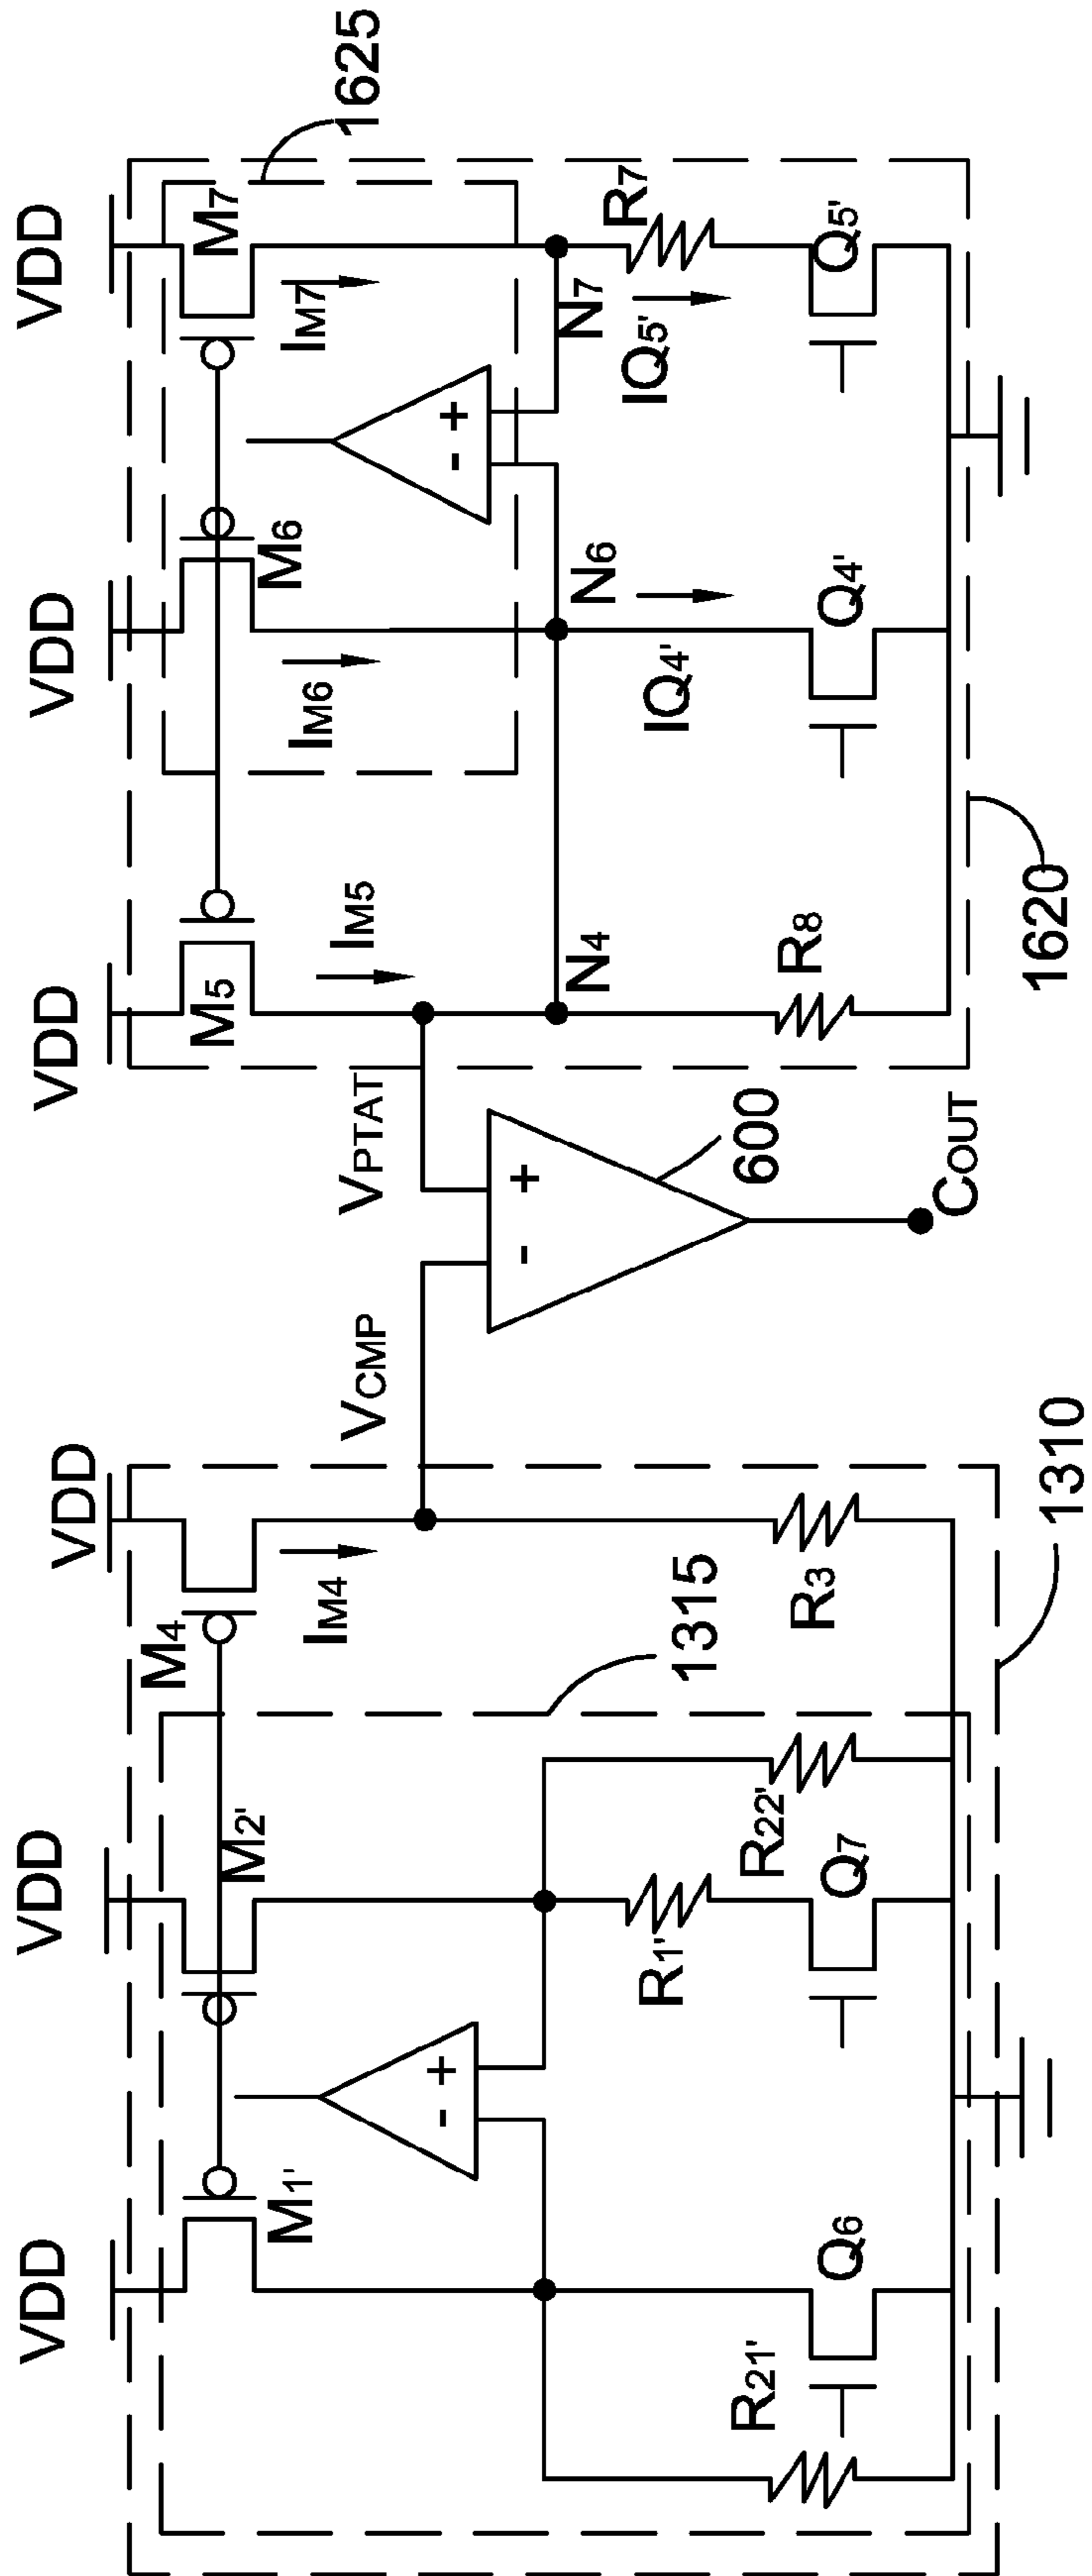 VDD
VDD
VDD
VDD
VDD
VDD
M1'
M2'
M4
M5
M6
M7
IM4
IM5
IM6
IM7
1625
1315
VCMP
VPTAT
- +
- +
- +
600
COUT
N4
N6
N7
IQ4'
IQ5'
R21'
Q6
R1'
Q7
R22'
R3
R8
Q4'
R7
Q5'
1310
1620